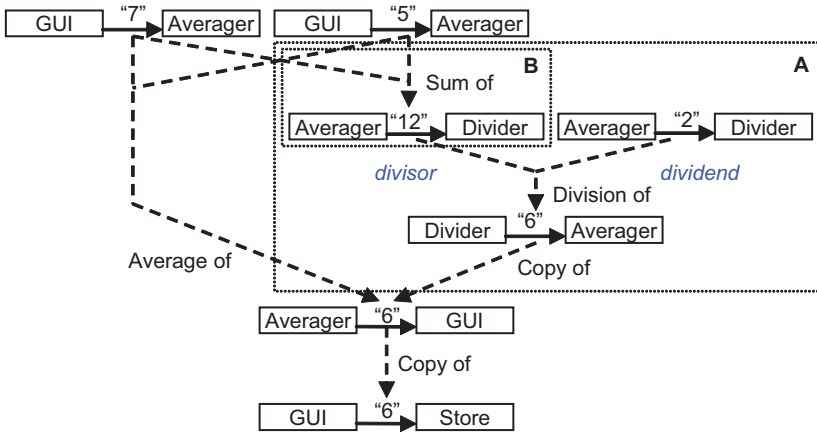 GUI "7" Averager GUI "5" Averager
B A
Sum of
Averager "12" Divider Averager "2" Divider
divisor dividend
Division of
Divider "6" Averager
Average of Copy of
Averager "6" GUI
Copy of
GUI "6" Store